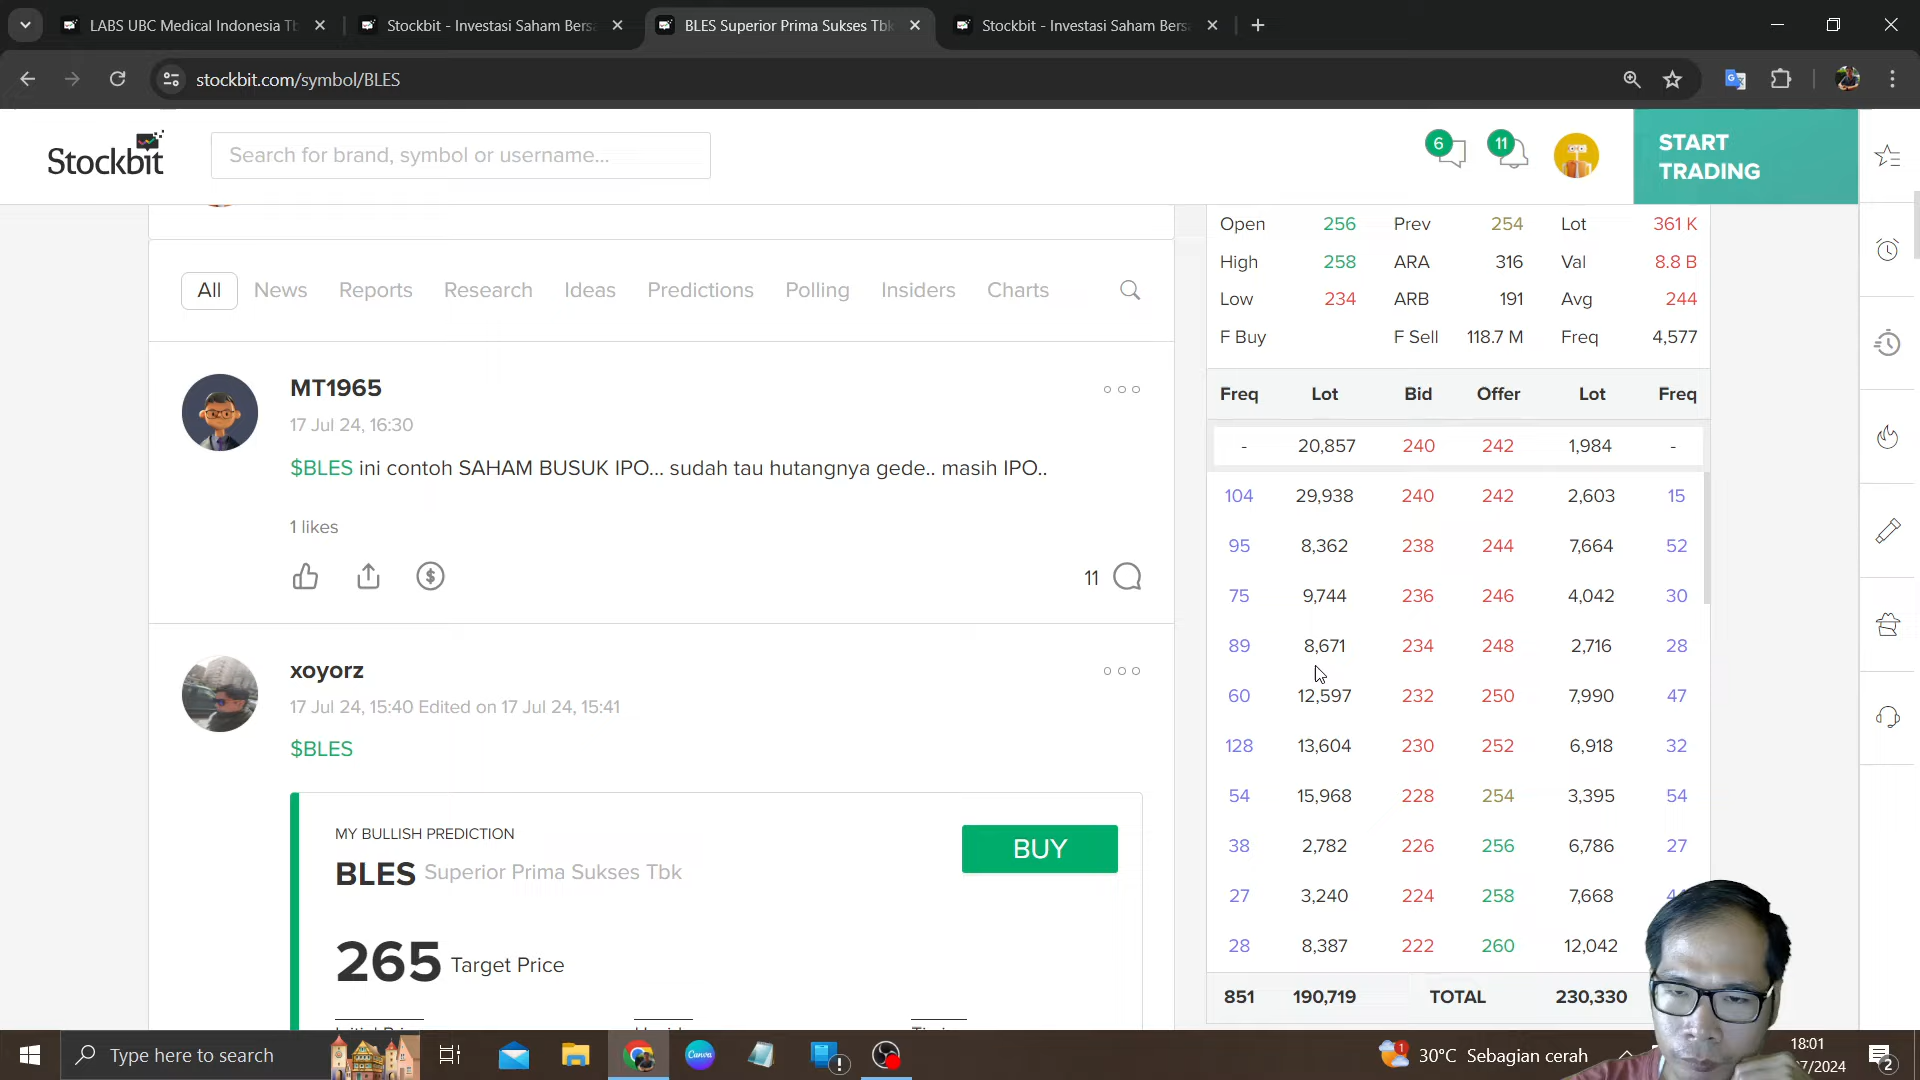 LABS UBC Medical Indonesia Tb
Stockbit - Investasi Saham Bersa
BLES Superior Prima Sukses Tbk
Stockbit - Investasi Saham Bersa
stockbit.com/symbol/BLES
Stockbit
Search for brand, symbol or username...
6
11
START
TRADING
Open 256 Prev 254 Lot 361 K
High 258 ARA 316 Val 8.8 B
Low 234 ARB 191 Avg 244
F Buy F Sell 118.7 M Freq 4,577
All News Reports Research Ideas Predictions Polling Insiders Charts
MT1965
17 Jul 24, 16:30
$BLES ini contoh SAHAM BUSUK IPO... sudah tau hutangnya gede.. masih IPO..
1 likes
11
xoyorz
17 Jul 24, 15:40 Edited on 17 Jul 24, 15:41
$BLES
MY BULLISH PREDICTION
BLES Superior Prima Sukses Tbk
BUY
265 Target Price
Freq Lot Bid Offer Lot Freq
- 20,857 240 242 1,984 -
104 29,938 240 242 2,603 15
95 8,362 238 244 7,664 52
75 9,744 236 246 4,042 30
89 8,671 234 248 2,716 28
60 12,597 232 250 7,990 47
128 13,604 230 252 6,918 32
54 15,968 228 254 3,395 54
38 2,782 226 256 6,786 27
27 3,240 224 258 7,668
28 8,387 222 260 12,042
851 190,719 TOTAL 230,330
Type here to search
Canva
1
30°C Sebagian cerah
18:01
7/2024
2